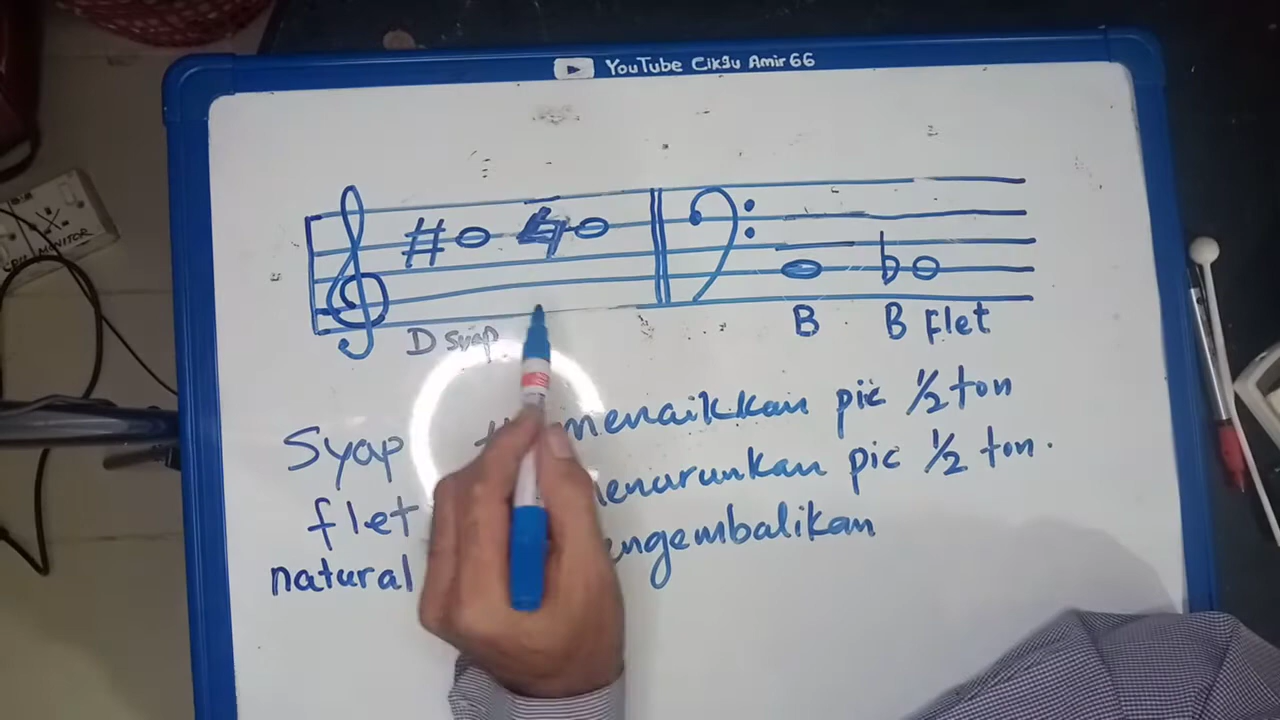 YouTube Cikgu Amir 66
D Syap
B B Flet
Syap # menaikkan pic 1/2 ton
flet menurunkan pic 1/2 ton.
natural engembalikan
MONITOR